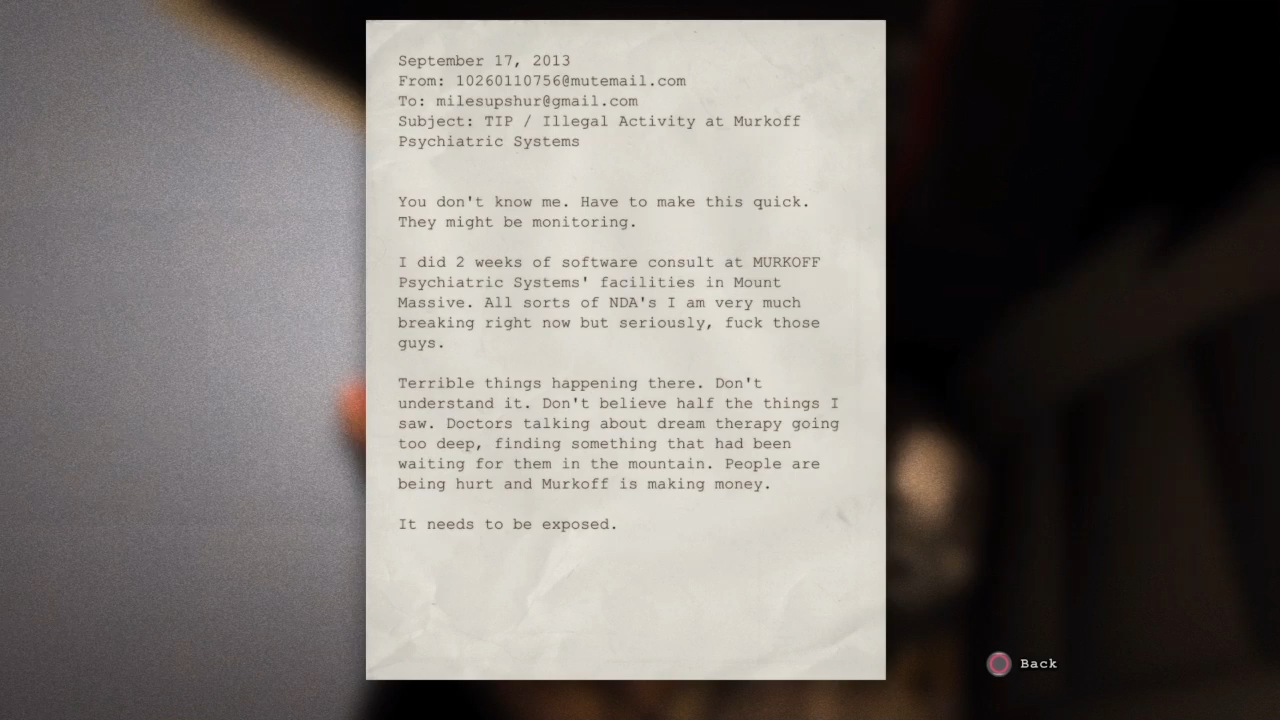 September 17, 2013
From: 10260110756@mutemail.com
To: milesupshur@gmail.com
Subject: TIP / Illegal Activity at Murkoff
Psychiatric Systems
You don't know me. Have to make this quick.
They might be monitoring.
I did 2 weeks of software consult at MURKOFF
Psychiatric Systems' facilities in Mount
Massive. All sorts of NDA's I am very much
breaking right now but seriously, fuck those
guys.
Terrible things happening there. Don't
understand it. Don't believe half the things I
saw. Doctors talking about dream therapy going
too deep, finding something that had been
waiting for them in the mountain. People are
being hurt and Murkoff is making money.
It needs to be exposed.
Back